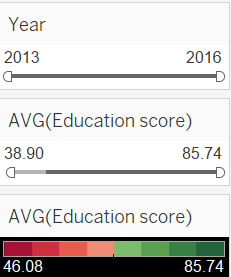 Year
2013 2016
AVG(Education score)
38.90 85.74
AVG(Education score)
46.08 85.74